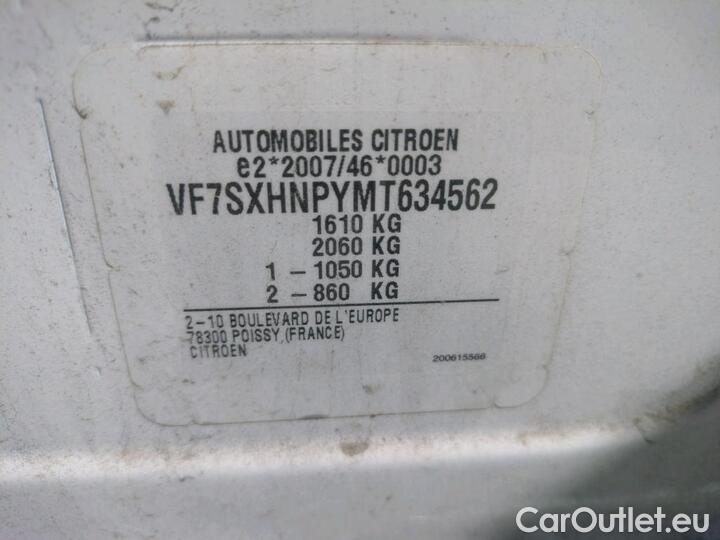 AUTOMOBILES CITROEN
e2*2007/46*0003
VF7SXHNPYMT634562
1610 KG
2060 KG
1 - 1050 KG
2 - 860 KG
2-10 BOULEVARD DE L'EUROPE
78300 POISSY (FRANCE)
CITROEN
200615566
CarOutlet.eu